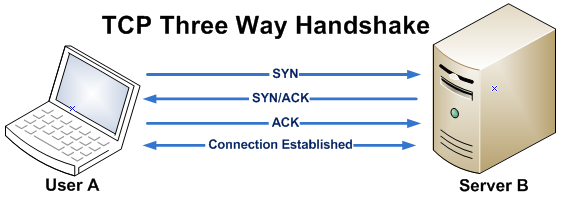 TCP Three Way Handshake
SYN
SYN/ACK
ACK
Connection Established
User A
Server B